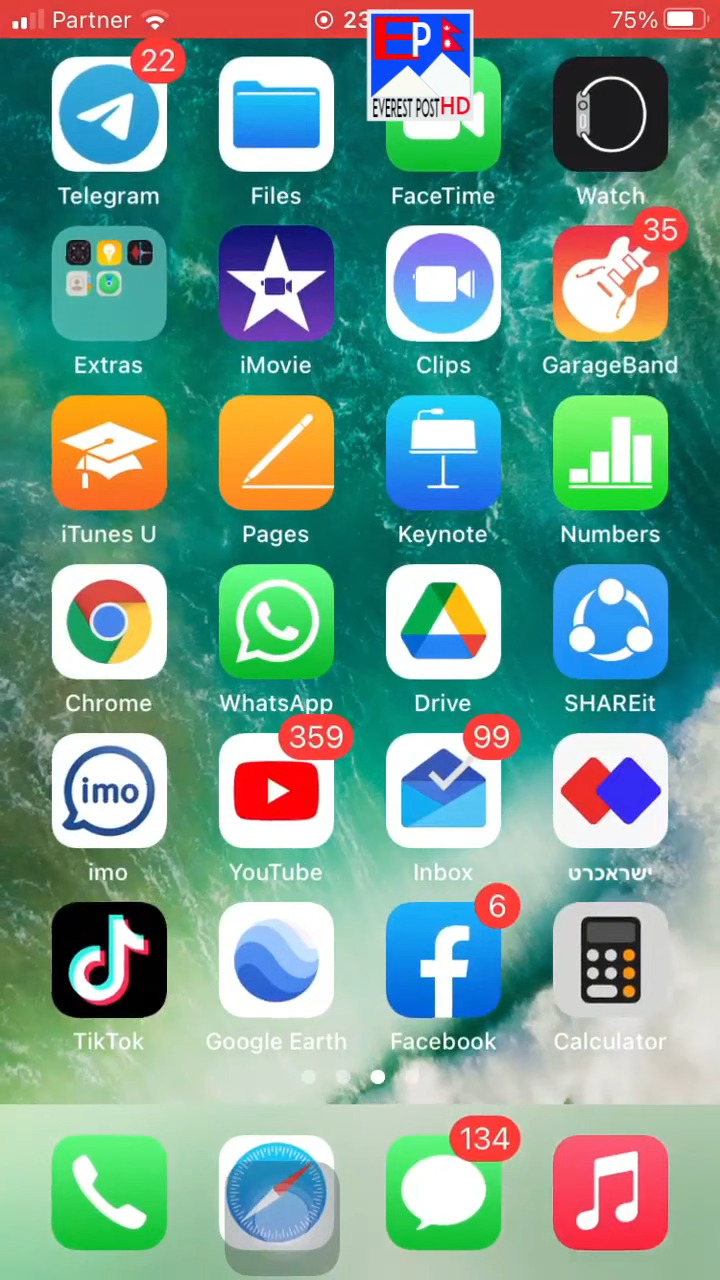 Partner 23 75%
EP
EVEREST POST HD
22
Telegram Files FaceTime Watch
35
Extras iMovie Clips GarageBand
iTunes U Pages Keynote Numbers
Chrome WhatsApp Drive SHAREit
imo 359 99
imo YouTube Inbox ישראכרט
6
TikTok Google Earth Facebook Calculator
134